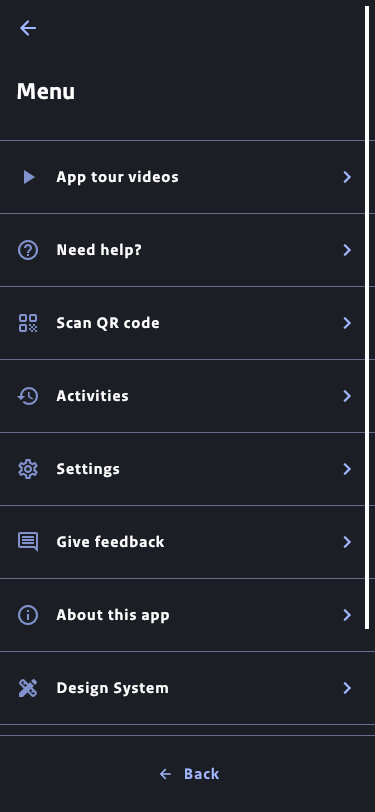 Menu
App tour videos
Need help?
Scan QR code
Activities
Settings
Give feedback
About this app
Design System
Back